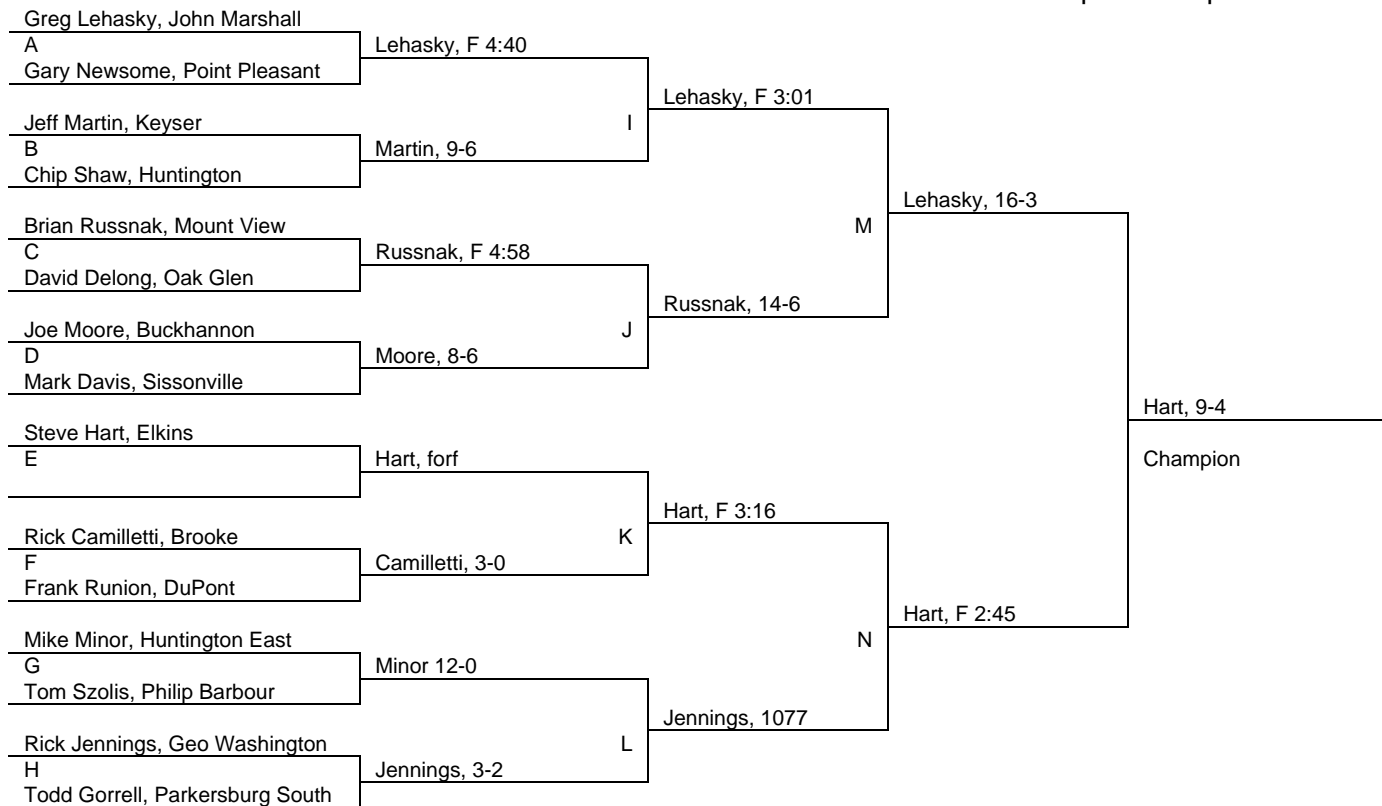 Greg Lehasky, John Marshall
A
Gary Newsome, Point Pleasant
Jeff Martin, Keyser
B
Chip Shaw, Huntington
Brian Russnak, Mount View
C
David Delong, Oak Glen
Joe Moore, Buckhannon
D
Mark Davis, Sissonville
Steve Hart, Elkins
E
Rick Camilletti, Brooke
F
Frank Runion, DuPont
Mike Minor, Huntington East
G
Tom Szolis, Philip Barbour
Rick Jennings, Geo Washington
H
Todd Gorrell, Parkersburg South
Lehasky, F 4:40
I
Martin, 9-6
Russnak, F 4:58
J
Moore, 8-6
Hart, forf
K
Camilletti, 3-0
Minor 12-0
L
Jennings, 3-2
Lehasky, F 3:01
M
Russnak, 14-6
Hart, F 3:16
N
Jennings, 1077
Lehasky, 16-3
Hart, F 2:45
Hart, 9-4
Champion